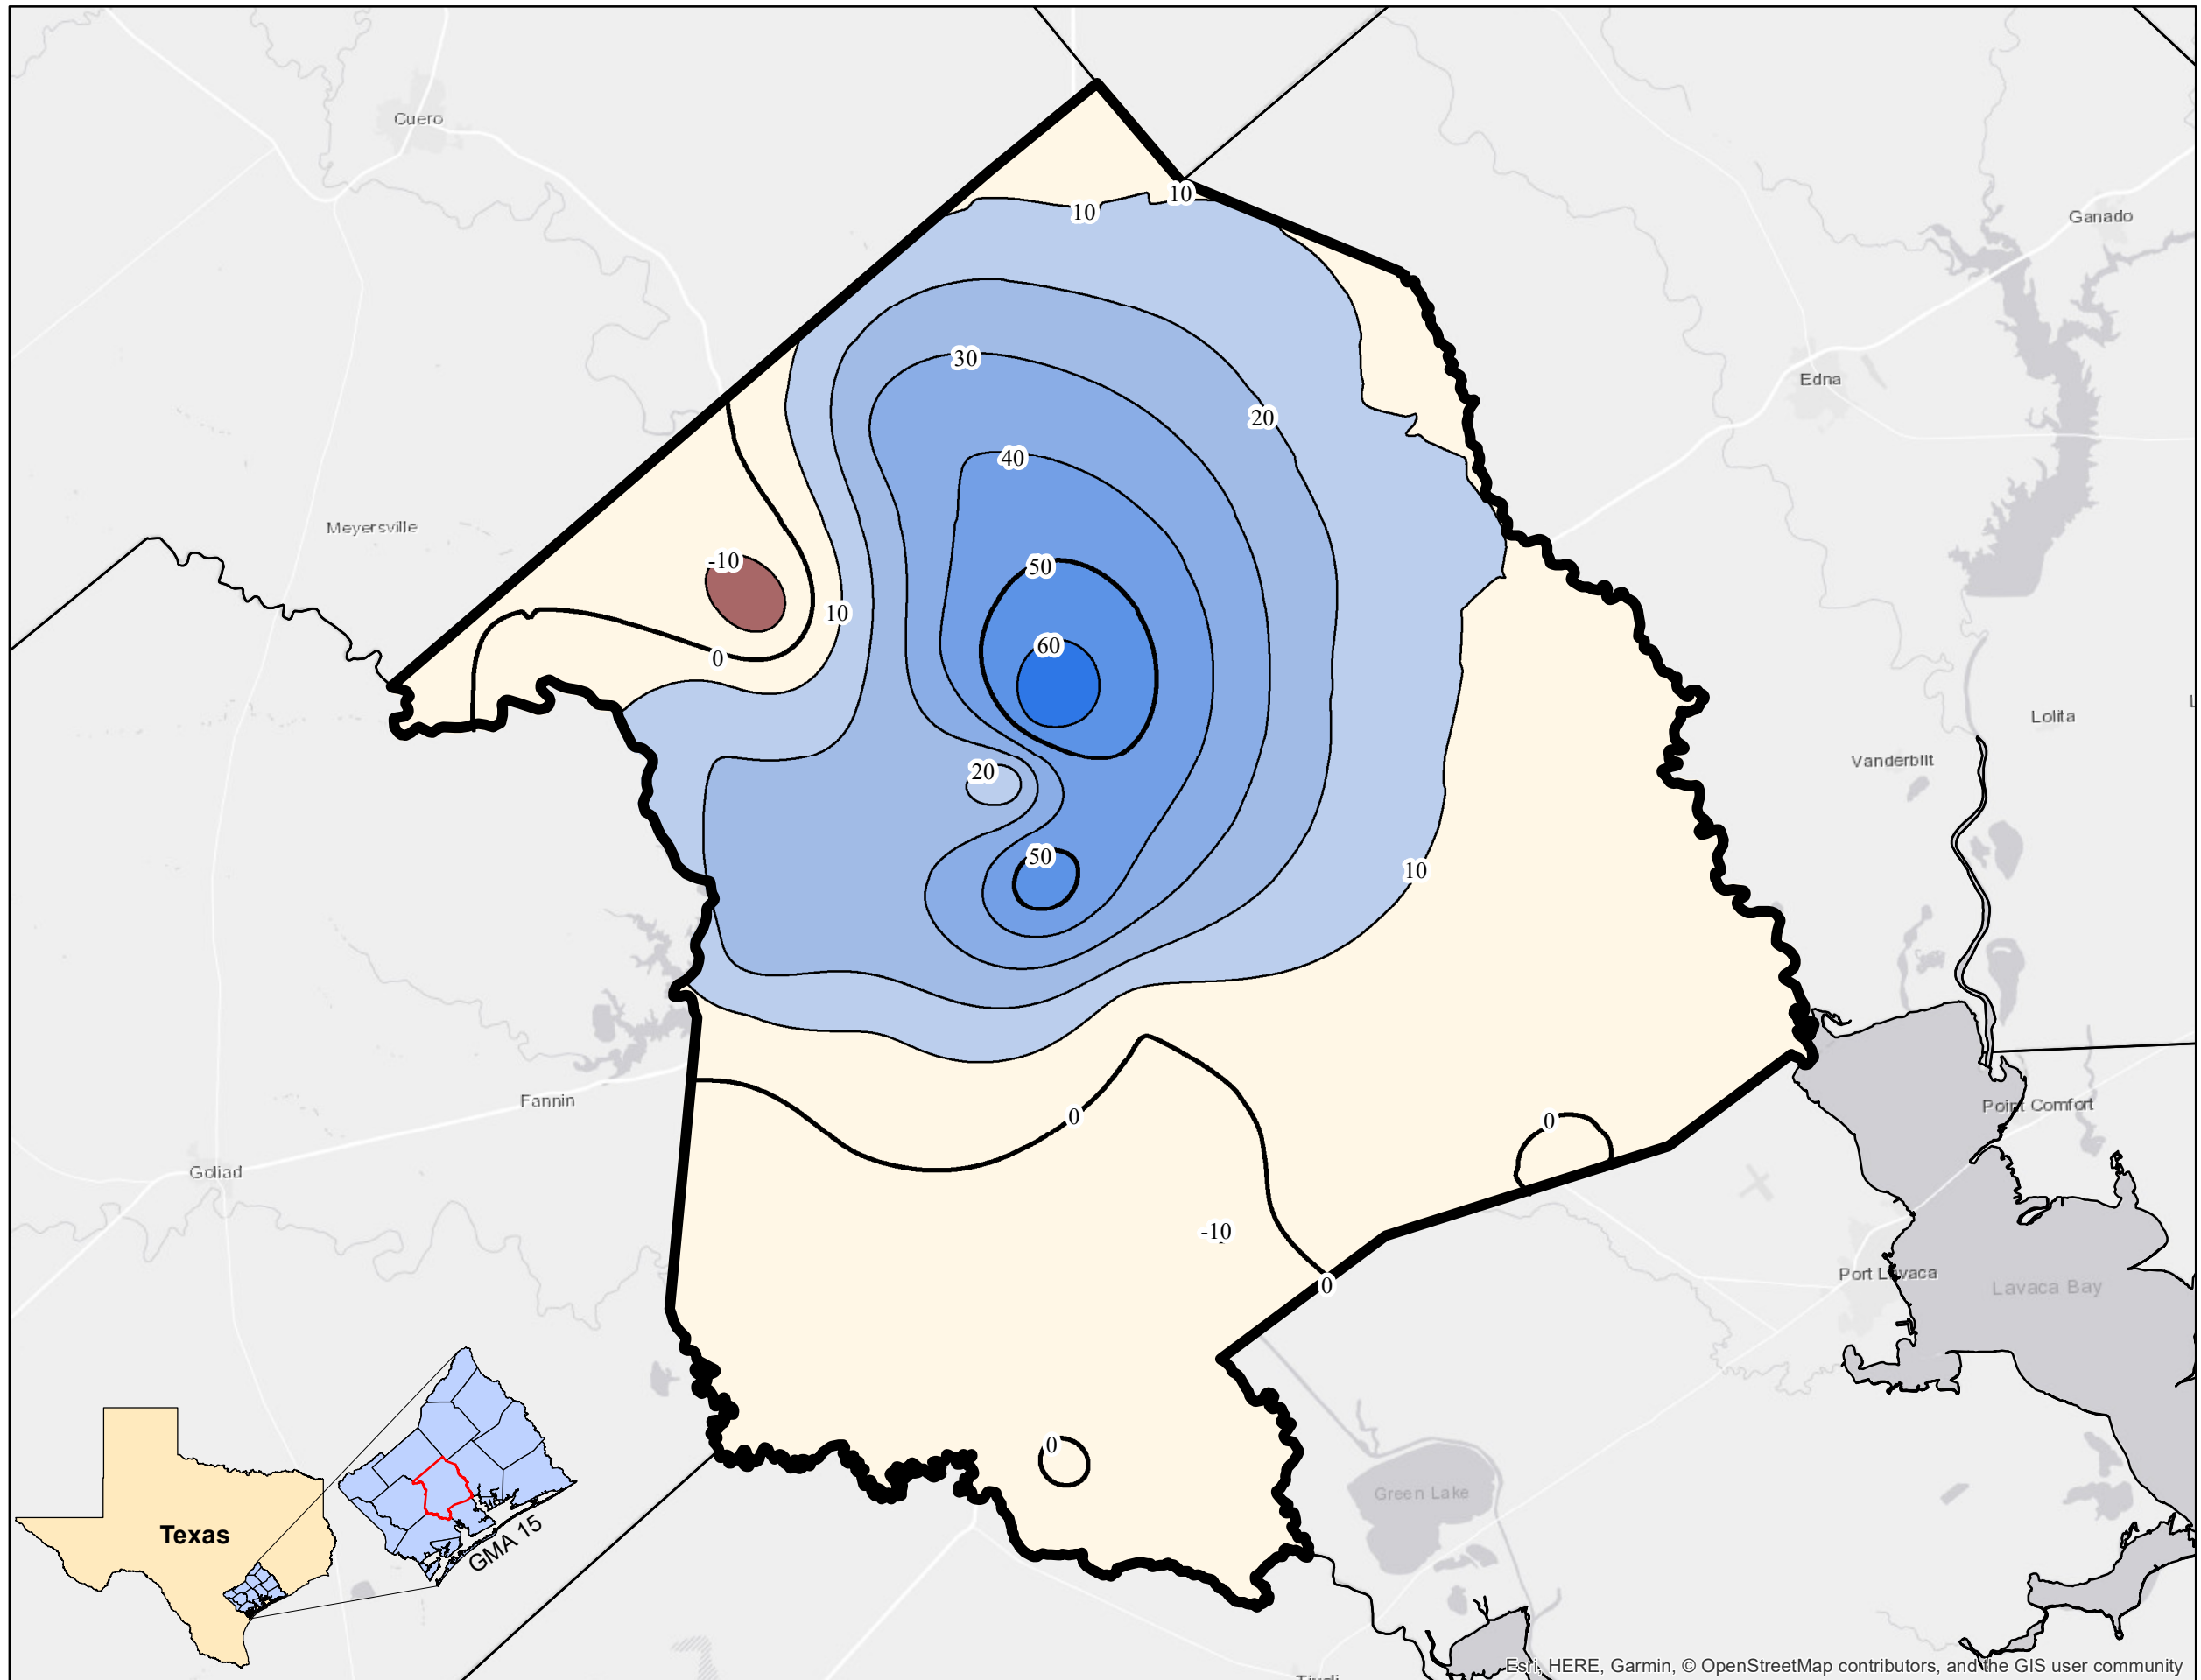 Cuero
10
10
Ganado
30
Edna
20
40
Meyersville
-10
50
10
60
0
Lolita
Vanderbilt
20
50
10
Fannin
0
0
Point Comfort
Goliad
-10
Port Lavaca
0
Lavaca Bay
0
Green Lake
Texas
GMA 15
Esri, HERE, Garmin, © OpenStreetMap contributors, and the GIS user community